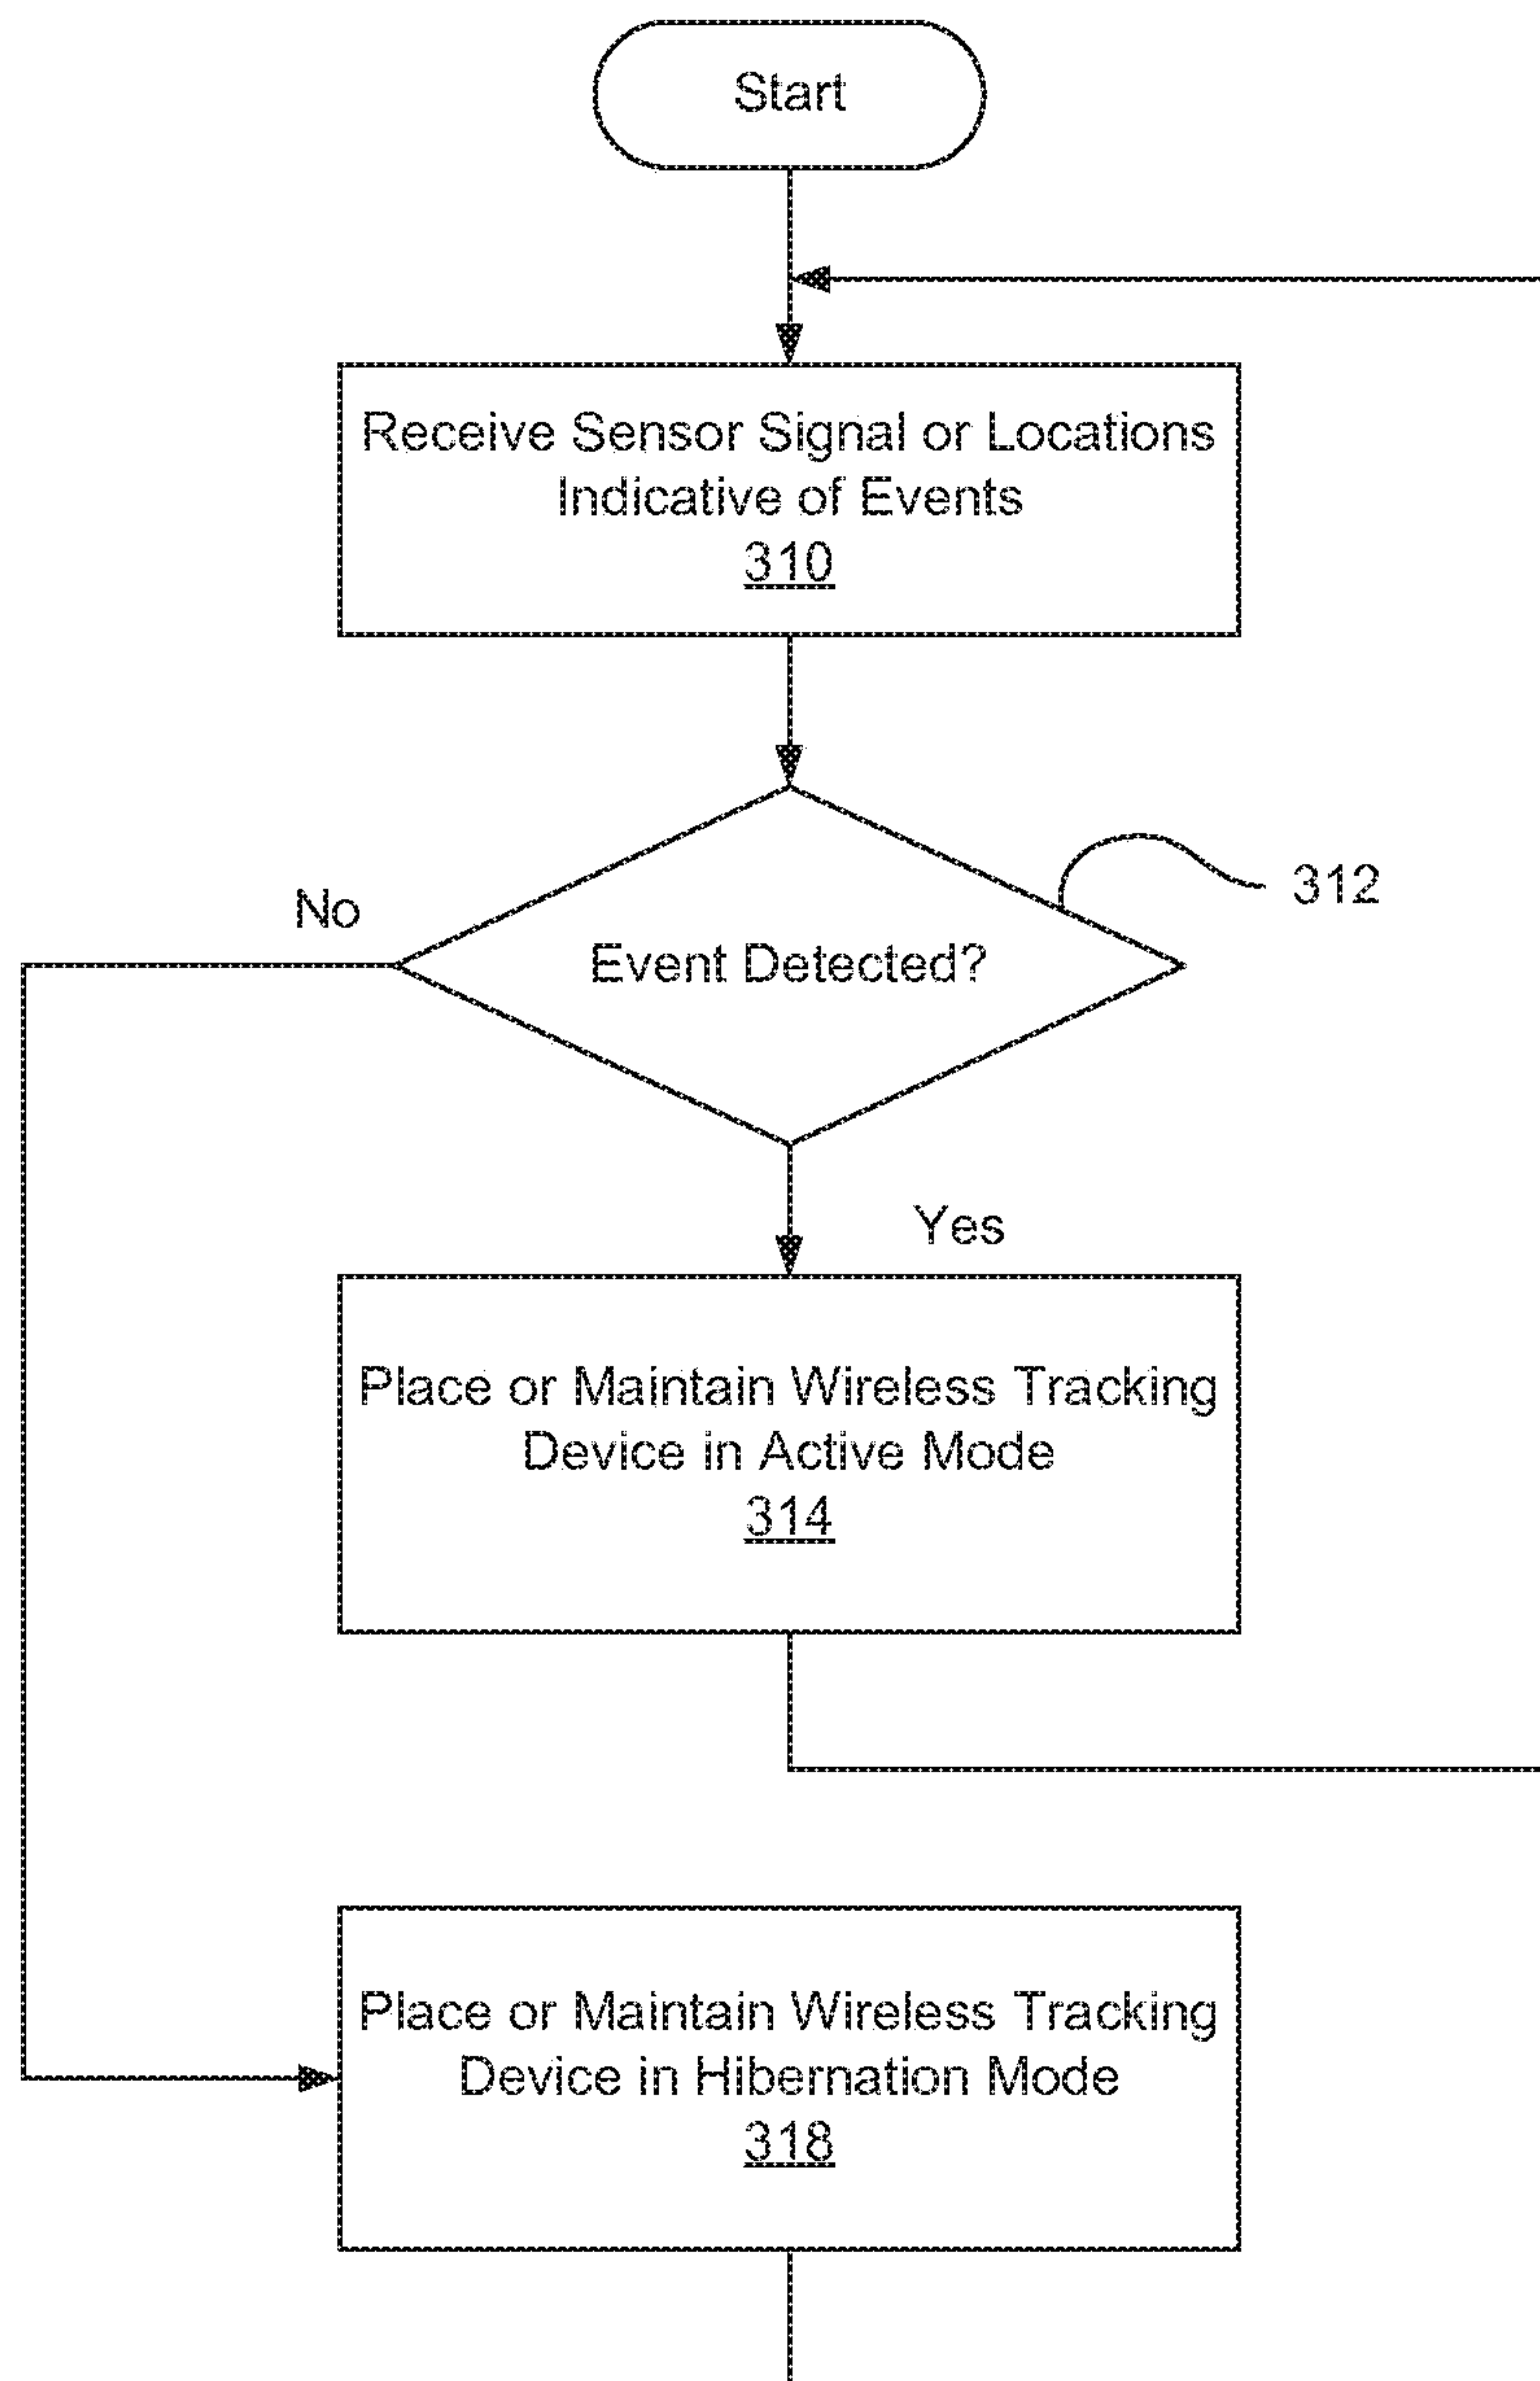 Start
Receive Sensor Signal or Locations
Indicative of Events
310
312
No
Event Detected?
Yes
Place or Maintain Wireless Tracking
Device in Active Mode
314
Place or Maintain Wireless Tracking
Device in Hibernation Mode
318